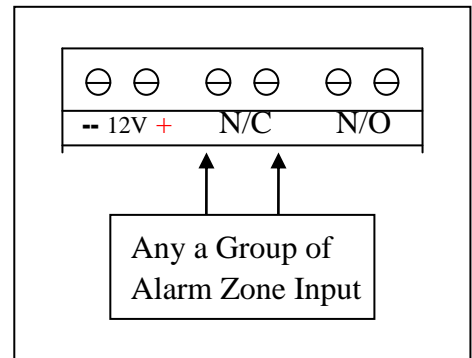 -- 12V + N/C N/O
Any a Group of
Alarm Zone Input